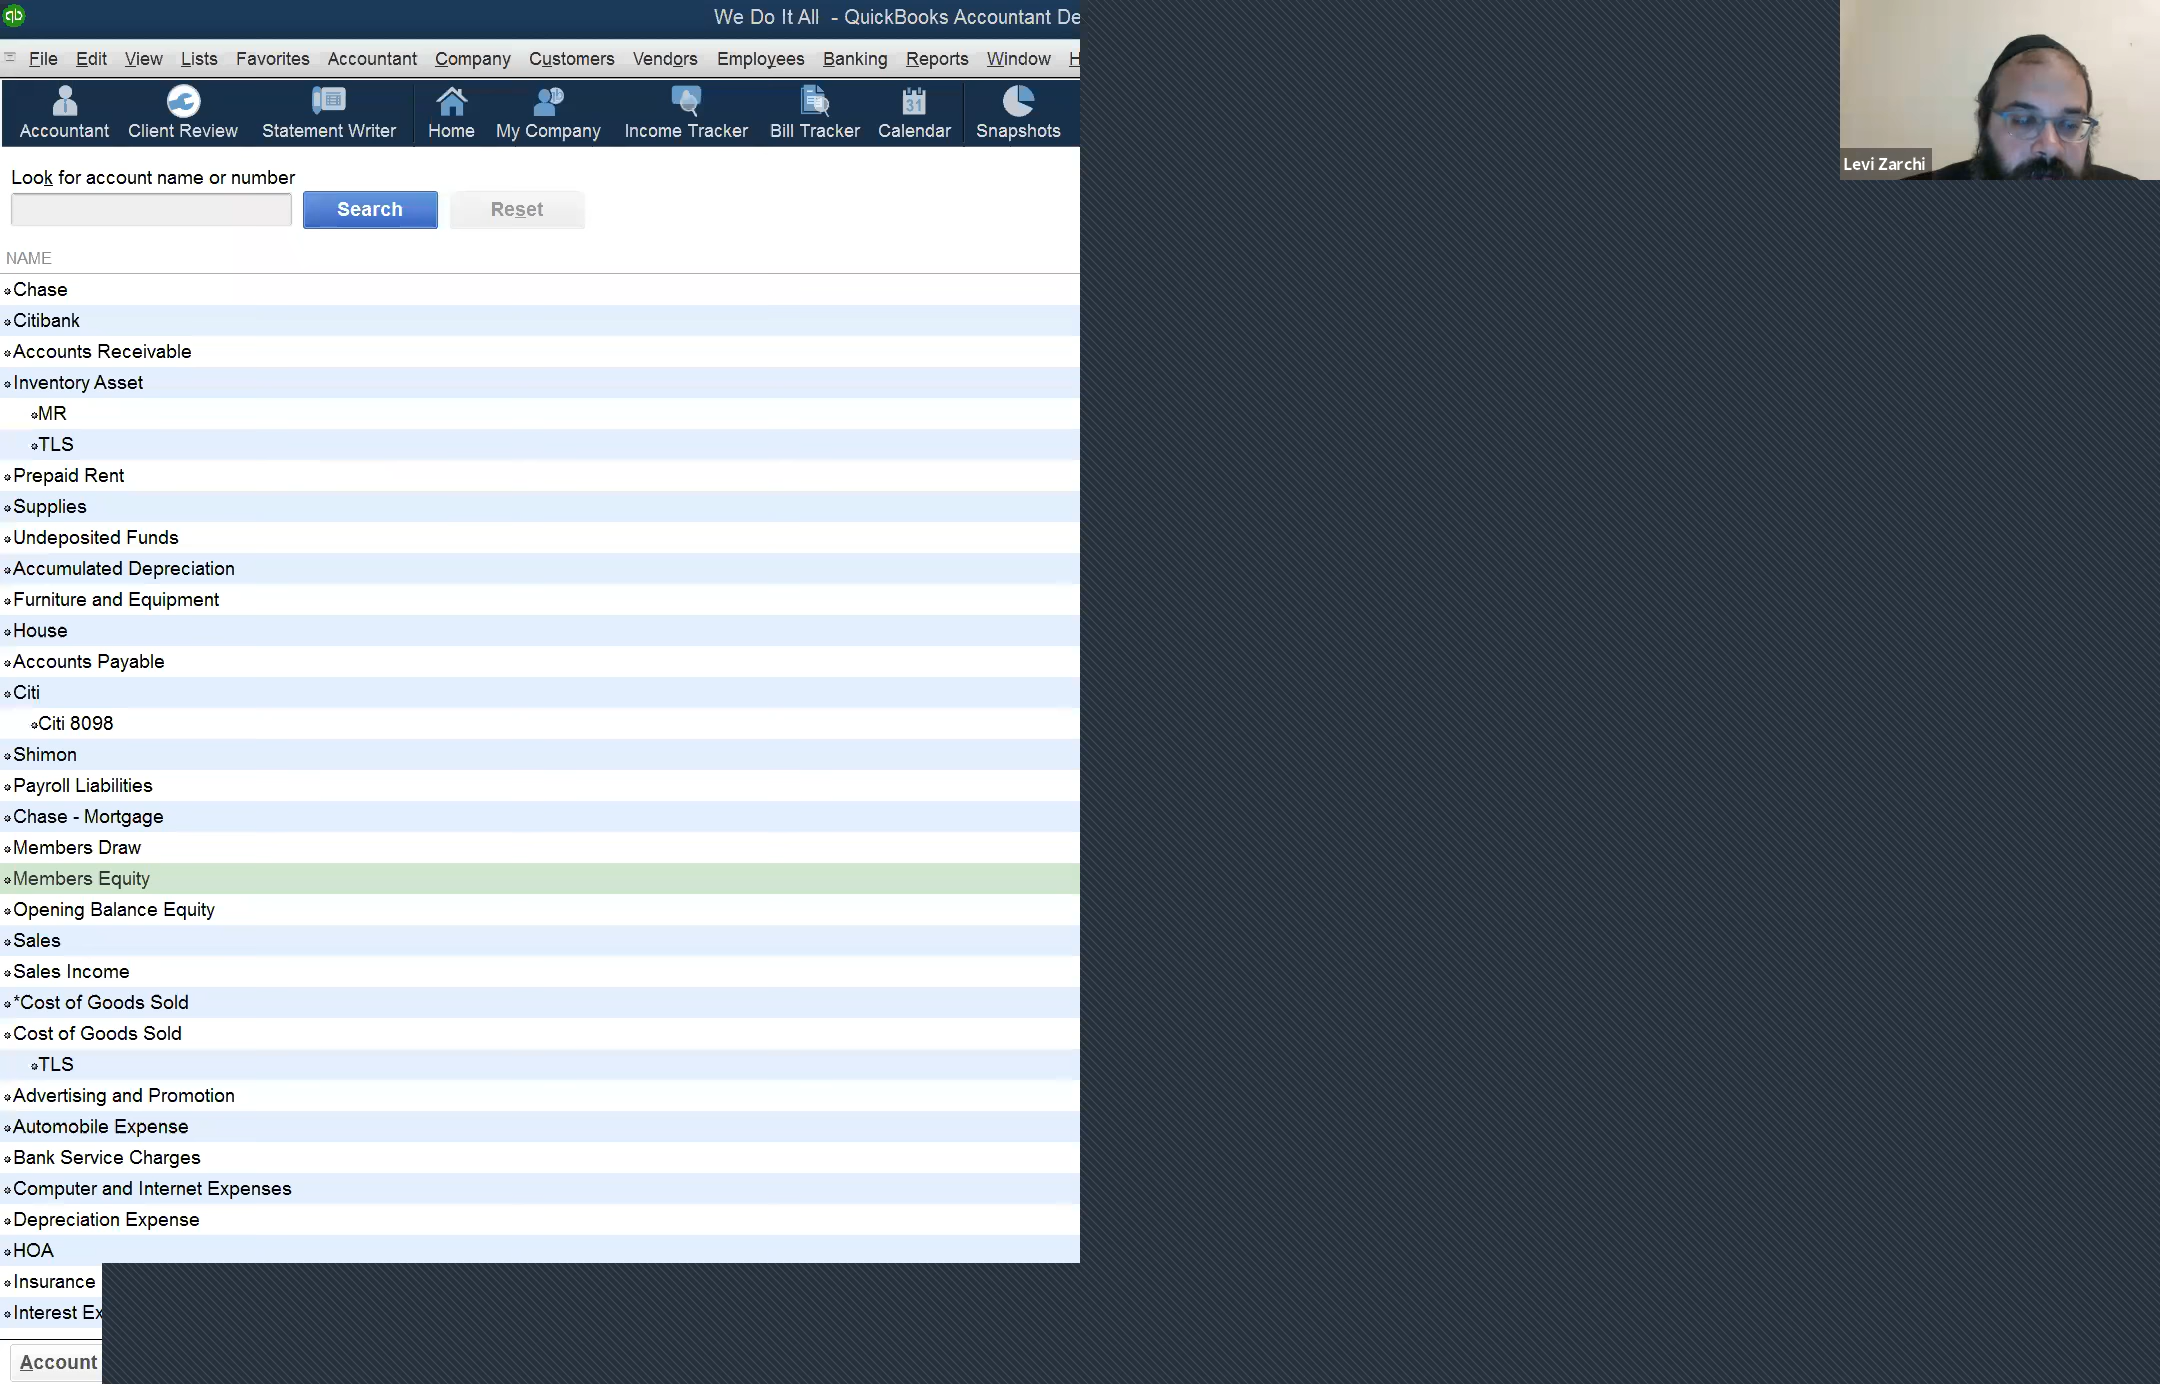 qb
We Do It All - QuickBooks Accountant De
File Edit View Lists Favorites Accountant Company Customers Vendors Employees Banking Reports Window H
Accountant Client Review Statement Writer Home My Company Income Tracker Bill Tracker 31 Calendar Snapshots
Levi Zarchi
Look for account name or number
Search Reset
NAME
Chase
Citibank
Accounts Receivable
Inventory Asset
MR
TLS
Prepaid Rent
Supplies
Undeposited Funds
Accumulated Depreciation
Furniture and Equipment
House
Accounts Payable
Citi
Citi 8098
Shimon
Payroll Liabilities
Chase - Mortgage
Members Draw
Members Equity
Opening Balance Equity
Sales
Sales Income
*Cost of Goods Sold
Cost of Goods Sold
TLS
Advertising and Promotion
Automobile Expense
Bank Service Charges
Computer and Internet Expenses
Depreciation Expense
HOA
Insurance
Interest Ex
Account